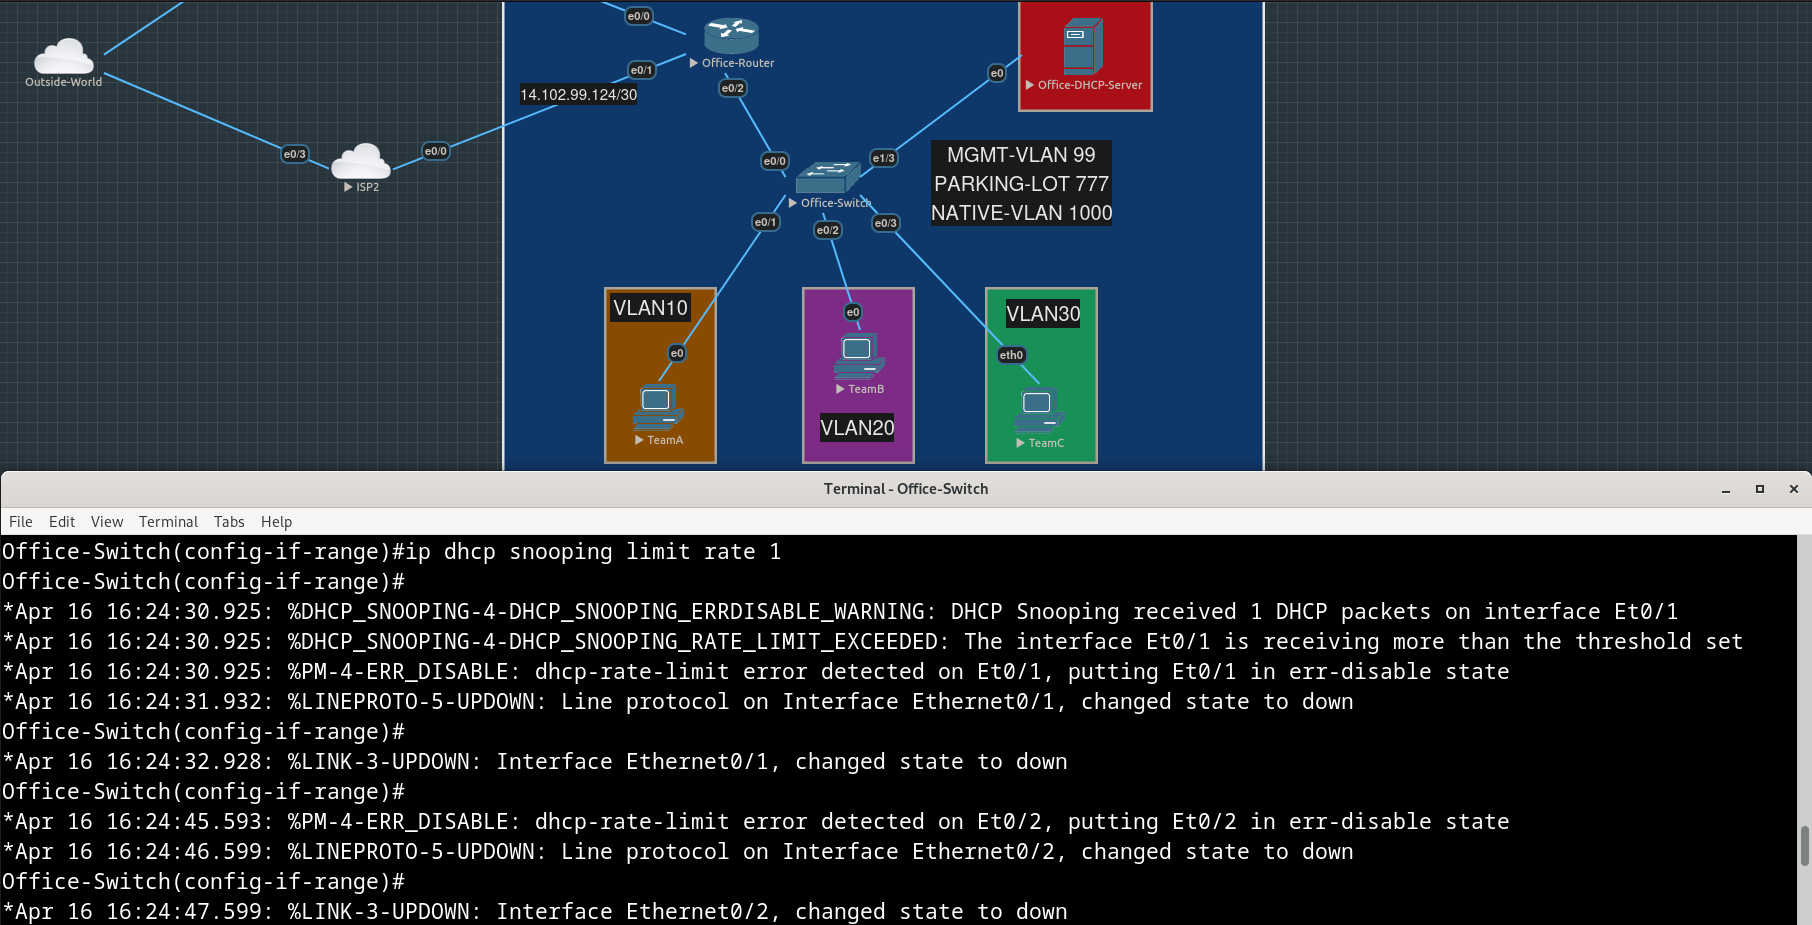 e0/0
Office-Router
Outside-World
e0/1
e0
Office-DHCP-Server
e0/2
14.102.99.124/30
e0/3
e0/0
ISP2
e0/0
e1/3
MGMT-VLAN 99
PARKING-LOT 777
NATIVE-VLAN 1000
Office-Switch
e0/1
e0/2
e0/3
VLAN10
e0
TeamA
e0
TeamB
VLAN20
VLAN30
eth0
TeamC
Terminal - Office-Switch
File Edit View Terminal Tabs Help
Office-Switch(config-if-range)#ip dhcp snooping limit rate 1
Office-Switch(config-if-range)#
*Apr 16 16:24:30.925: %DHCP_SNOOPING-4-DHCP_SNOOPING_ERRDISABLE_WARNING: DHCP Snooping received 1 DHCP packets on interface Et0/1
*Apr 16 16:24:30.925: %DHCP_SNOOPING-4-DHCP_SNOOPING_RATE_LIMIT_EXCEEDED: The interface Et0/1 is receiving more than the threshold set
*Apr 16 16:24:30.925: %PM-4-ERR_DISABLE: dhcp-rate-limit error detected on Et0/1, putting Et0/1 in err-disable state
*Apr 16 16:24:31.932: %LINEPROTO-5-UPDOWN: Line protocol on Interface Ethernet0/1, changed state to down
Office-Switch(config-if-range)#
*Apr 16 16:24:32.928: %LINK-3-UPDOWN: Interface Ethernet0/1, changed state to down
Office-Switch(config-if-range)#
*Apr 16 16:24:45.593: %PM-4-ERR_DISABLE: dhcp-rate-limit error detected on Et0/2, putting Et0/2 in err-disable state
*Apr 16 16:24:46.599: %LINEPROTO-5-UPDOWN: Line protocol on Interface Ethernet0/2, changed state to down
Office-Switch(config-if-range)#
*Apr 16 16:24:47.599: %LINK-3-UPDOWN: Interface Ethernet0/2, changed state to down